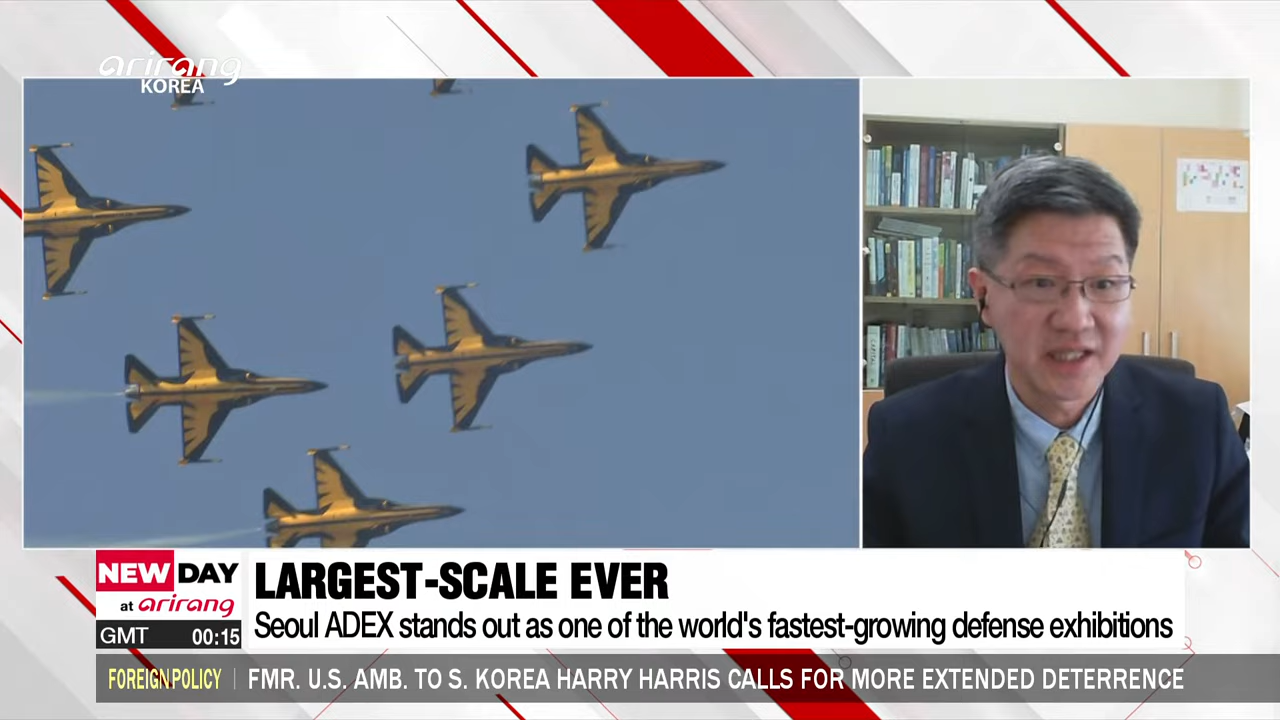 arirang
KOREA
NEW DAY
at arirang
GMT 00:15
LARGEST-SCALE EVER
Seoul ADEX stands out as one of the world's fastest-growing defense exhibitions
FOREIGN POLICY | FMR. U.S. AMB. TO S. KOREA HARRY HARRIS CALLS FOR MORE EXTENDED DETERRENCE